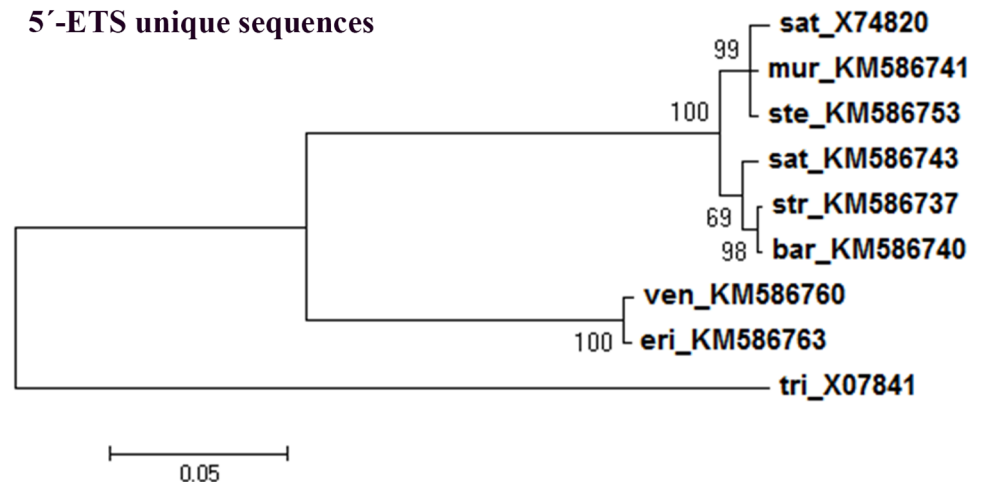 5´-ETS unique sequences
sat_X74820
99
mur_KM586741
100
ste_KM586753
sat_KM586743
str_KM586737
69
bar_KM586740
98
ven_KM586760
100
eri_KM586763
tri_X07841
0.05